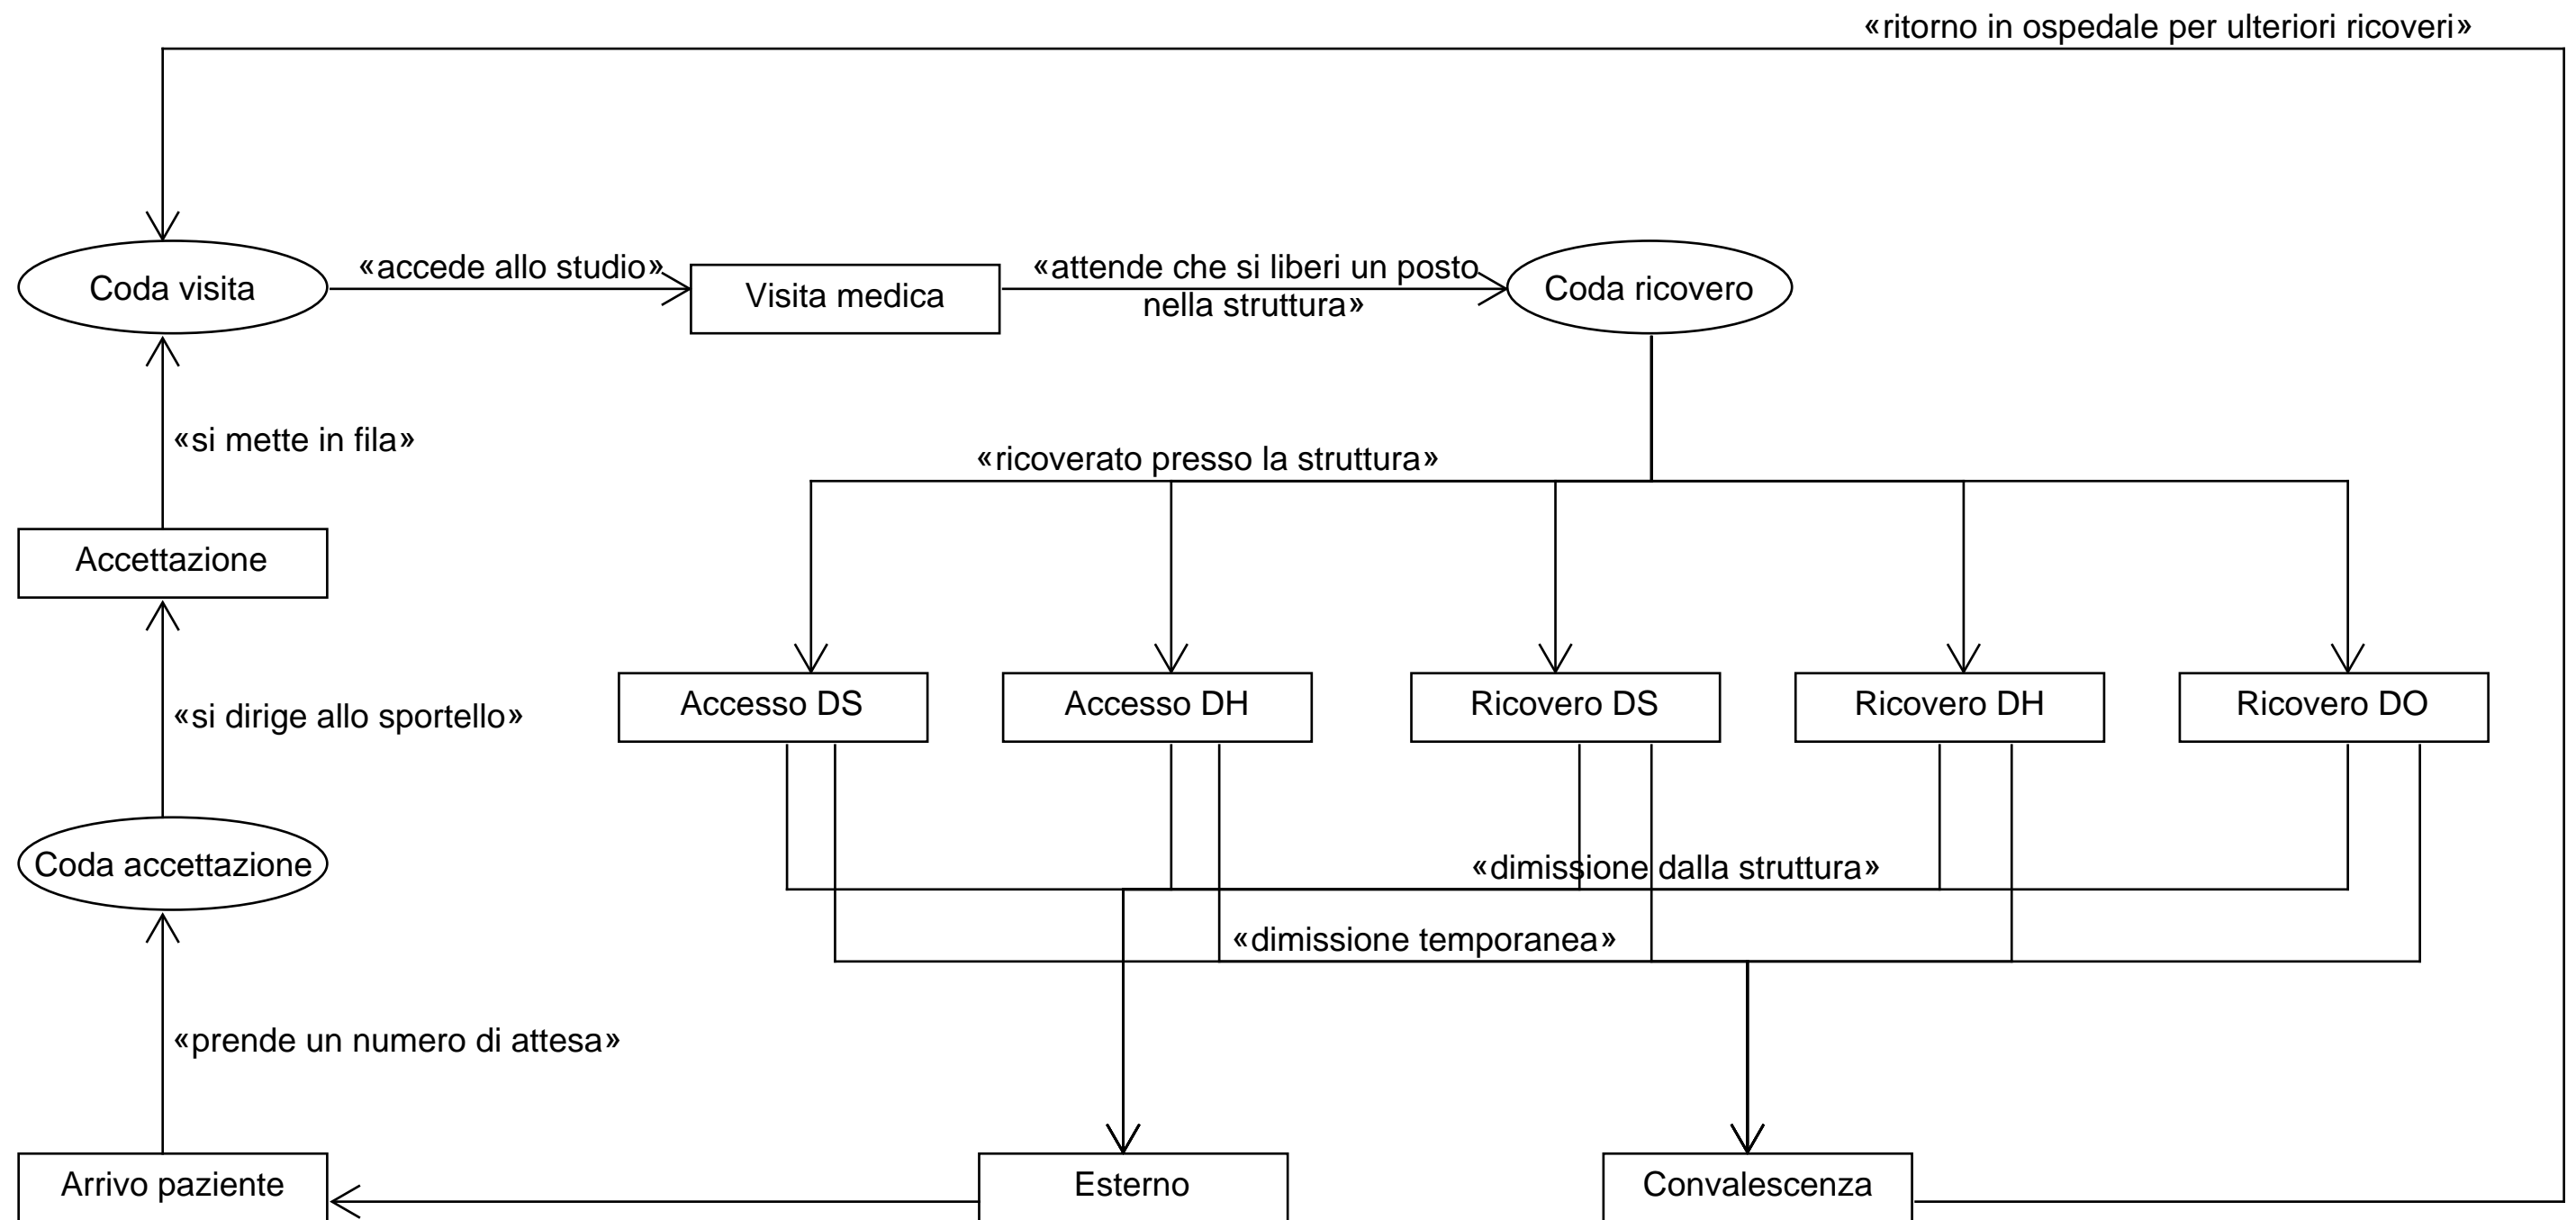 «ritorno in ospedale per ulteriori ricoveri»
Coda visita
«accede allo studio»
Visita medica
«attende che si liberi un posto
nella struttura»
Coda ricovero
«si mette in fila»
«ricoverato presso la struttura»
Accettazione
«si dirige allo sportello»
Accesso DS
Accesso DH
Ricovero DS
Ricovero DH
Ricovero DO
Coda accettazione
«dimissione dalla struttura»
«dimissione temporanea»
«prende un numero di attesa»
Arrivo paziente
Esterno
Convalescenza